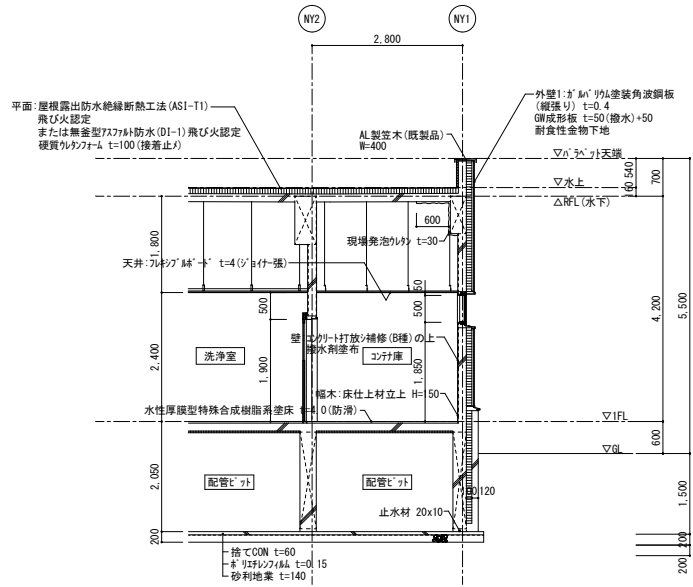 NY2
NY1
2,800
平面:屋根露出防水絶縁断熱工法(ASI-T1)
飛び火認定
または無釜型アスファルト防水(DI-1)飛び火認定
硬質ウレタンフォーム t=100(接着止メ)
AL製笠木(既製品)
W=400
外壁1:ガルバリウム塗装角波鋼板
(縦張り) t=0.4
GW成形板 t=50(撥水)+50
耐食性金物下地
▽パラペット天端
▽水上
△RFL(水下)
540
160
700
600
現場発泡ウレタン t=30
1,800
天井:フレキシブルボード t=4(ジョイナー張)
500
50
500
4,200
5,500
壁:コンクリート打放シ補修(B種)の上
撥水剤塗布
洗浄室
コンテナ庫
2,400
1,900
1,850
幅木:床仕上材立上 H=150
水性厚膜型特殊合成樹脂系塗床 t=4.0(防滑)
▽1FL
600
▽GL
配管ピット
配管ピット
2,050
120
1,500
止水材 20x10
200
200
200
捨てCON t=60
ポリエチレンフィルム t=0.15
砂利地業 t=140